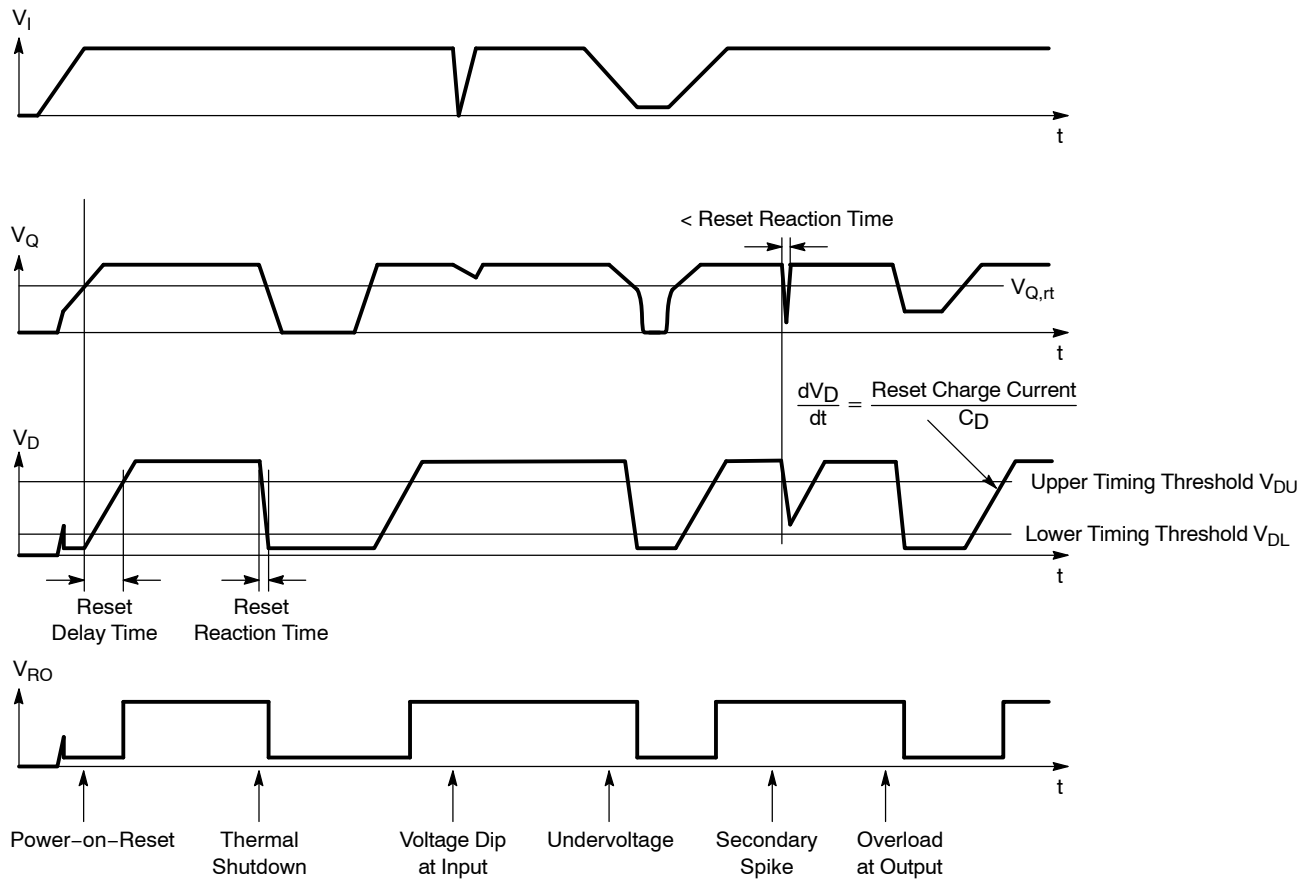 V_I
t
< Reset Reaction Time
V_Q
V_Q,rt
t
dV_D
dt
=
Reset Charge Current
C_D
V_D
Upper Timing Threshold V_DU
Lower Timing Threshold V_DL
t
Reset
Delay Time
Reset
Reaction Time
V_RO
t
Power−on−Reset
Thermal
Shutdown
Voltage Dip
at Input
Undervoltage
Secondary
Spike
Overload
at Output